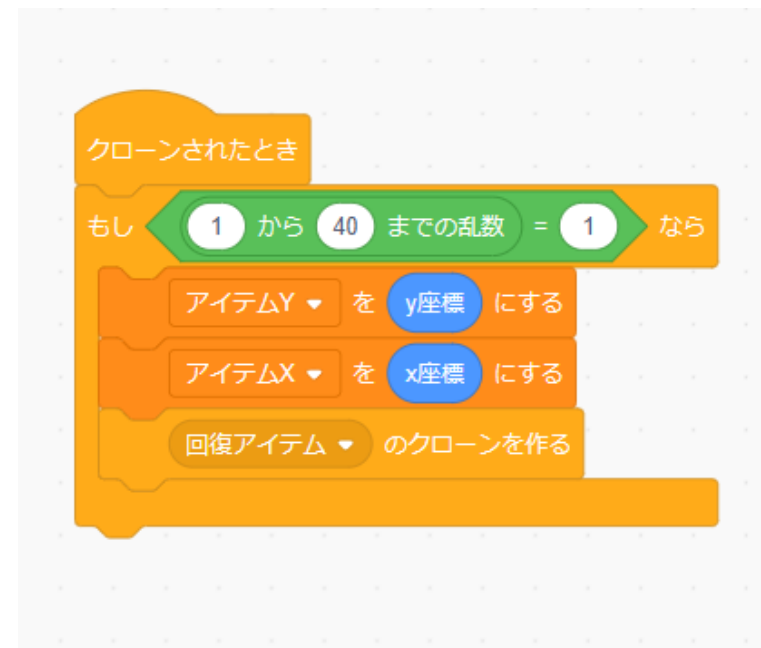 クローンされたとき
もし 1 から 40 までの乱数 = 1 なら
アイテムY を y座標 にする
アイテムX を x座標 にする
回復アイテム のクローンを作る